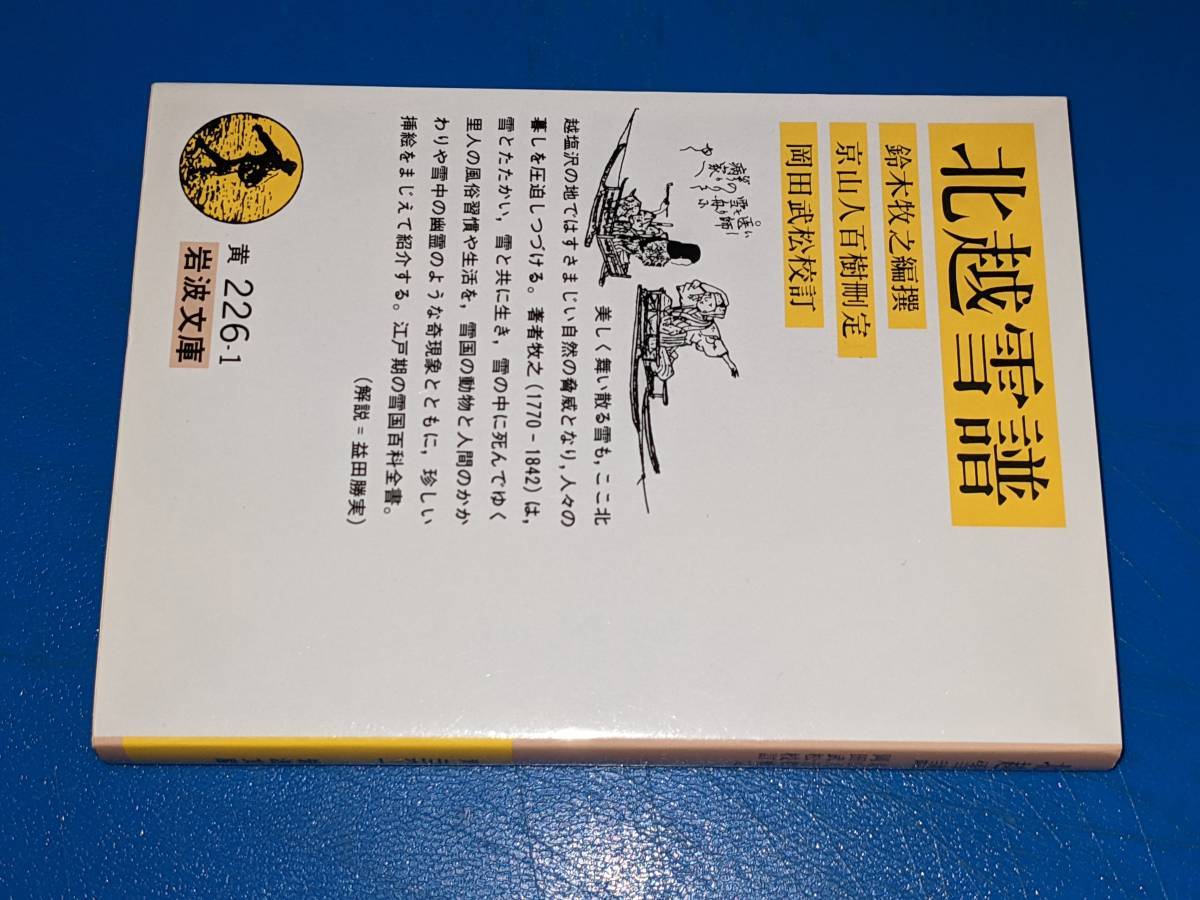 北越雪譜
鈴木牧之編撰
京山人百樹刪定
岡田武松校訂
美しく舞い散る雪も，ここ北
越塩沢の地ではすさまじい自然の脅威となり，人々の
暮しを圧迫しつづける。著者牧之（1770-1842）は，
雪とたたかい，雪と共に生き，雪の中に死んでゆく
里人の風俗習慣や生活を，雪国の動物と人間のかか
わりや雪中の幽霊のような奇現象とともに，珍しい
挿絵をまじえて紹介する。江戸期の雪国百科全書。
（解説＝益田勝実）
黄 226-1
岩波文庫